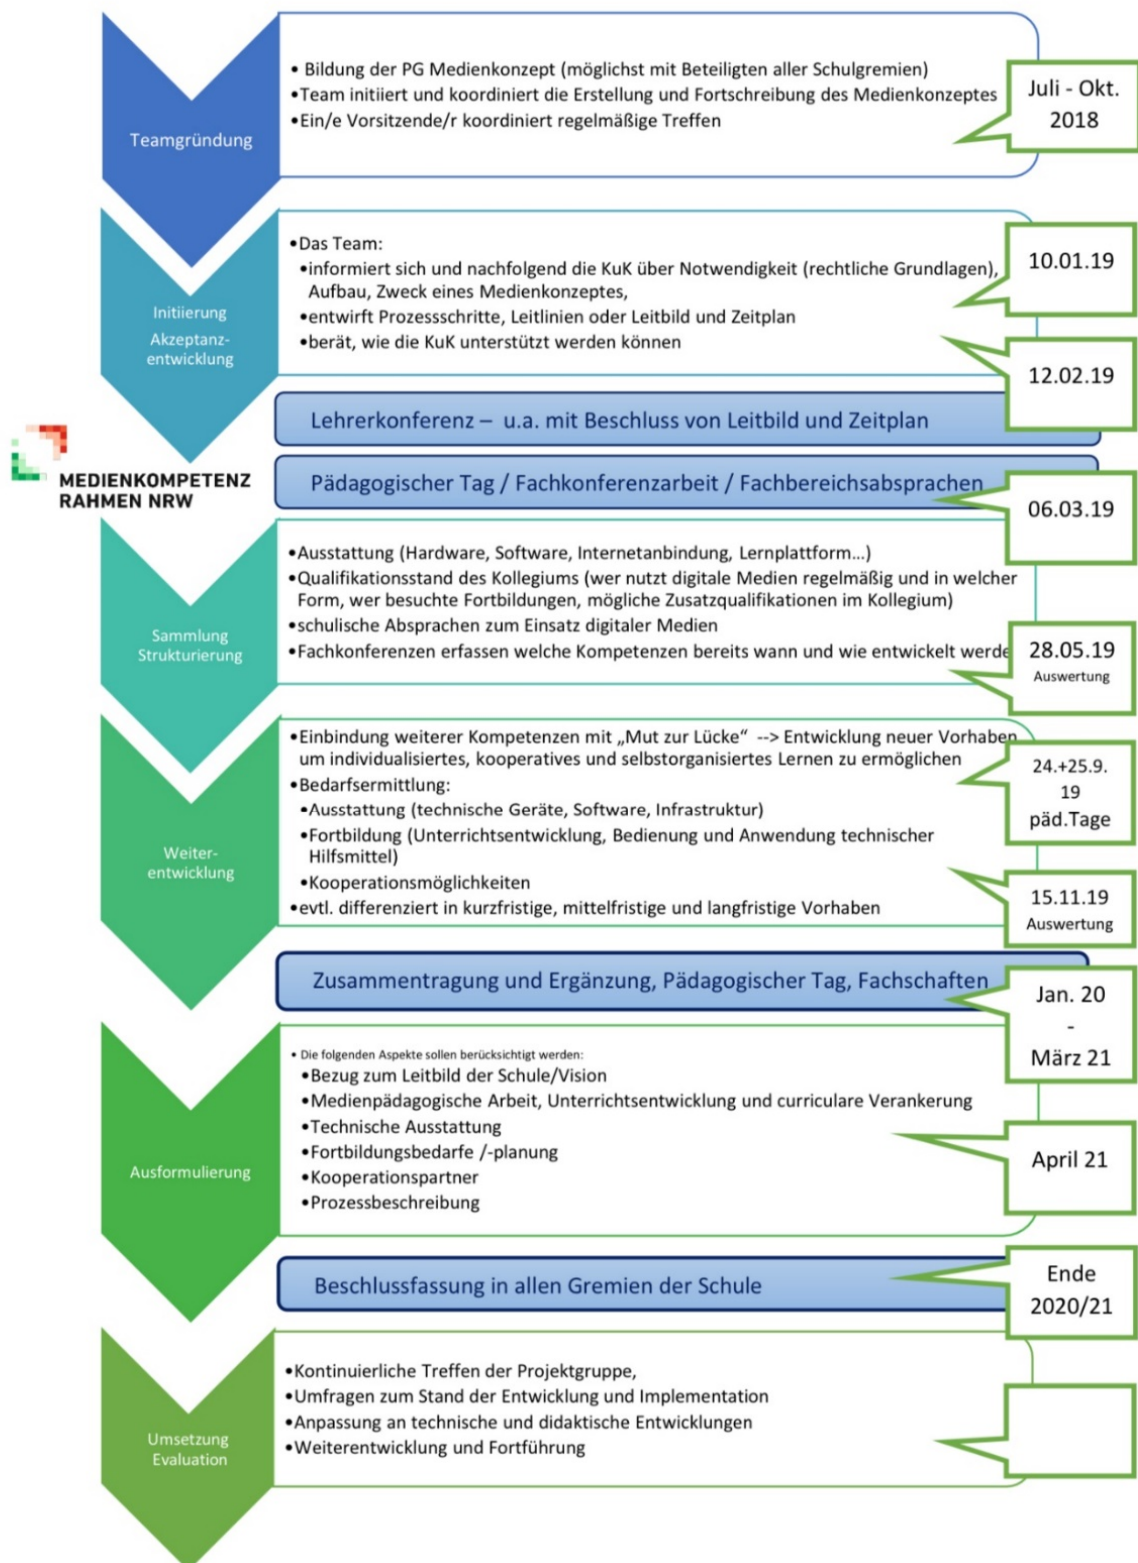 Teamgründung
• Bildung der PG Medienkonzept (möglichst mit Beteiligten aller Schulgremien)
•Team initiiert und koordiniert die Erstellung und Fortschreibung des Medienkonzeptes
•Ein/e Vorsitzende/r koordiniert regelmäßige Treffen
Juli - Okt.
2018
Initiierung
Akzeptanz-
entwicklung
•Das Team:
•informiert sich und nachfolgend die KuK über Notwendigkeit (rechtliche Grundlagen),
Aufbau, Zweck eines Medienkonzeptes,
•entwirft Prozessschritte, Leitlinien oder Leitbild und Zeitplan
•berät, wie die KuK unterstützt werden können
10.01.19
12.02.19
Lehrerkonferenz – u.a. mit Beschluss von Leitbild und Zeitplan
MEDIENKOMPETENZ
RAHMEN NRW
Pädagogischer Tag / Fachkonferenzarbeit / Fachbereichsabsprachen
06.03.19
Sammlung
Strukturierung
•Ausstattung (Hardware, Software, Internetanbindung, Lernplattform...)
•Qualifikationsstand des Kollegiums (wer nutzt digitale Medien regelmäßig und in welcher
Form, wer besuchte Fortbildungen, mögliche Zusatzqualifikationen im Kollegium)
•schulische Absprachen zum Einsatz digitaler Medien
•Fachkonferenzen erfassen welche Kompetenzen bereits wann und wie entwickelt werde
28.05.19
Auswertung
Weiter-
entwicklung
•Einbindung weiterer Kompetenzen mit „Mut zur Lücke“ --> Entwicklung neuer Vorhaben
um individualisiertes, kooperatives und selbstorganisiertes Lernen zu ermöglichen
•Bedarfsermittlung:
•Ausstattung (technische Geräte, Software, Infrastruktur)
•Fortbildung (Unterrichtsentwicklung, Bedienung und Anwendung technischer
Hilfsmittel)
•Kooperationsmöglichkeiten
•evtl. differenziert in kurzfristige, mittelfristige und langfristige Vorhaben
24.+25.9.
19
päd.Tage
15.11.19
Auswertung
Zusammentragung und Ergänzung, Pädagogischer Tag, Fachschaften
Jan. 20
-
März 21
Ausformulierung
• Die folgenden Aspekte sollen berücksichtigt werden:
•Bezug zum Leitbild der Schule/Vision
•Medienpädagogische Arbeit, Unterrichtsentwicklung und curriculare Verankerung
•Technische Ausstattung
•Fortbildungsbedarfe /-planung
•Kooperationspartner
•Prozessbeschreibung
April 21
Beschlussfassung in allen Gremien der Schule
Ende
2020/21
Umsetzung
Evaluation
•Kontinuierliche Treffen der Projektgruppe,
•Umfragen zum Stand der Entwicklung und Implementation
•Anpassung an technische und didaktische Entwicklungen
•Weiterentwicklung und Fortführung